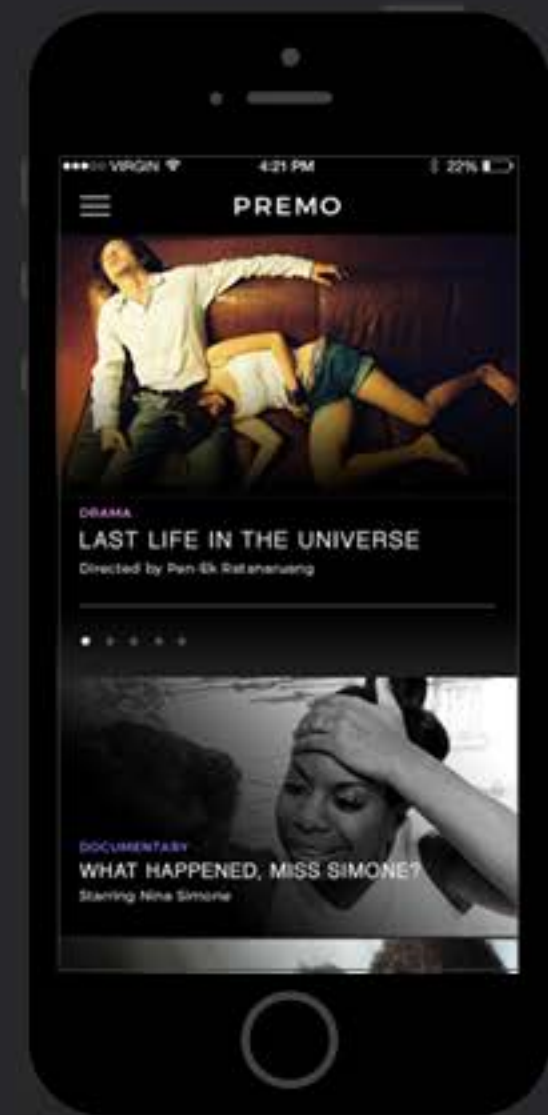 VIRGIN 4:21 PM 22%
PREMO
DRAMA
LAST LIFE IN THE UNIVERSE
Directed by Pen-Ek Ratanaruang
DOCUMENTARY
WHAT HAPPENED, MISS SIMONE?
Starring Nina Simone